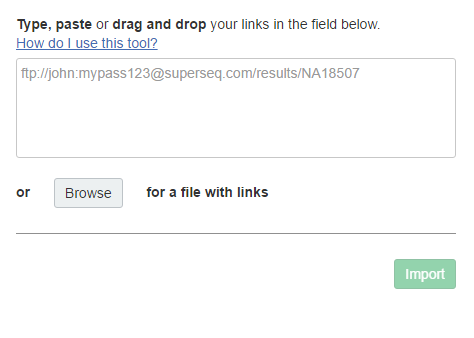 Type, paste or drag and drop your links in the field below.
How do I use this tool?
ftp://john:mypass123@superseq.com/results/NA18507
or Browse for a file with links
Import